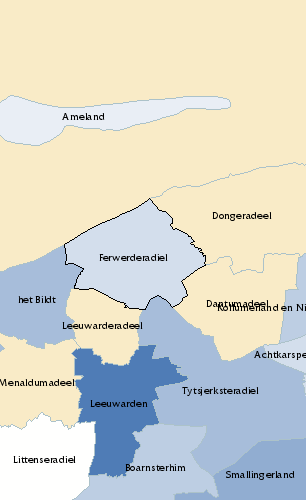 Ameland
Dongeradeel
Ferwerderadiel
het Bildt
Dantumadeel
Kollumerland en Ni
Leeuwarderadeel
Achtkarspe
Menaldumadeel
Tytsjerksteradiel
Leeuwarden
Littenseradiel
Boarnsterhim
Smallingerland